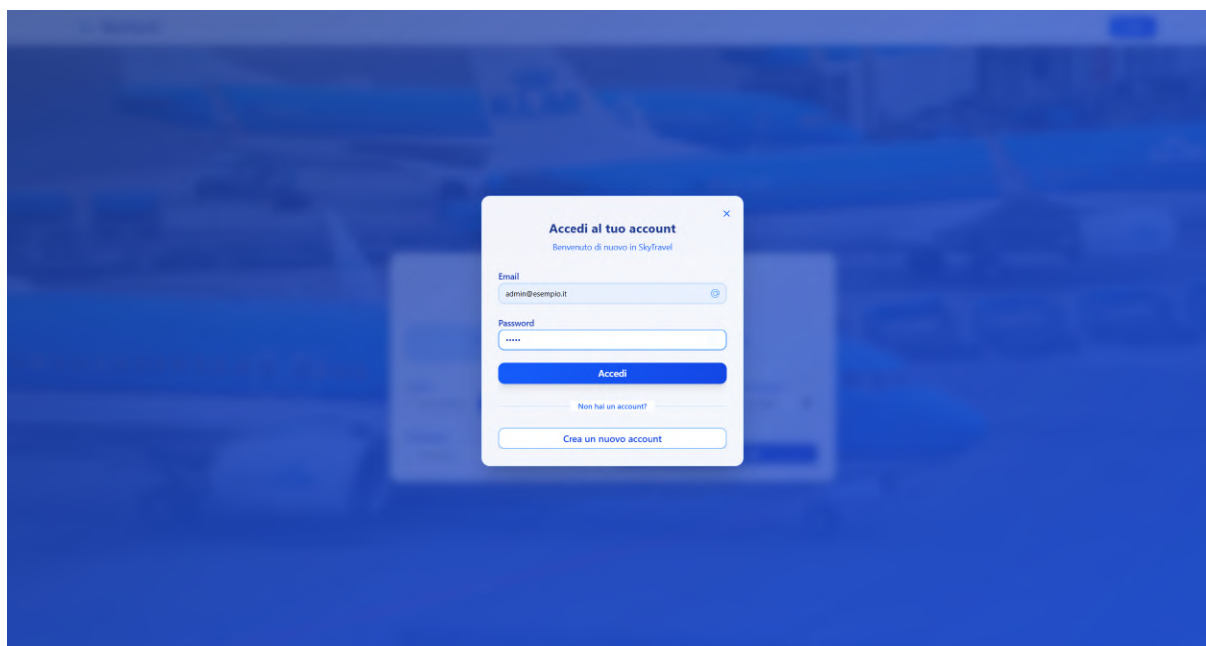 Accedi al tuo account
Benvenuto di nuovo in SkyTravel
Email
admin@esempio.it @
Password
•••••
Accedi
Non hai un account?
Crea un nuovo account